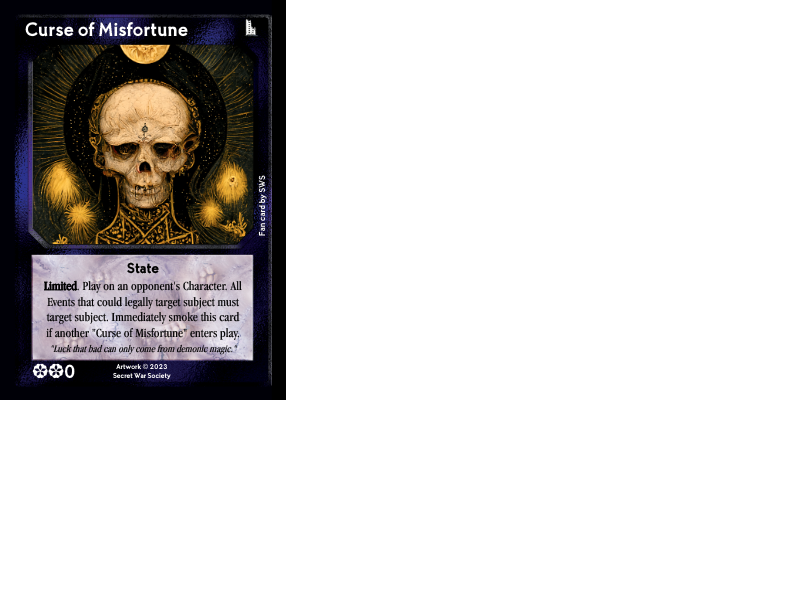 Curse of Misfortune
Fan card by SWS
State
Limited. Play on an opponent's Character. All
Events that could legally target subject must
target subject. Immediately smoke this card
if another "Curse of Misfortune" enters play.
"Luck that bad can only come from demonic magic."
0
Artwork © 2023
Secret War Society